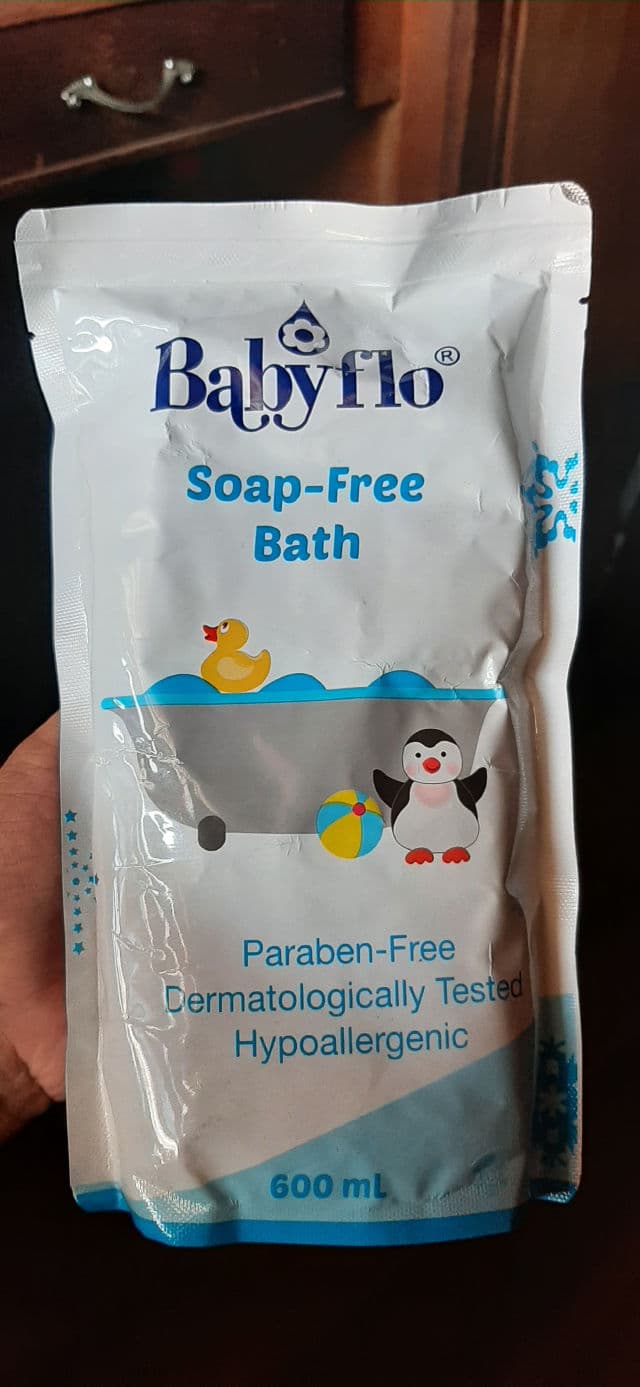 Babyflo®
Soap-Free
Bath
Paraben-Free
Dermatologically Tested
Hypoallergenic
600 mL